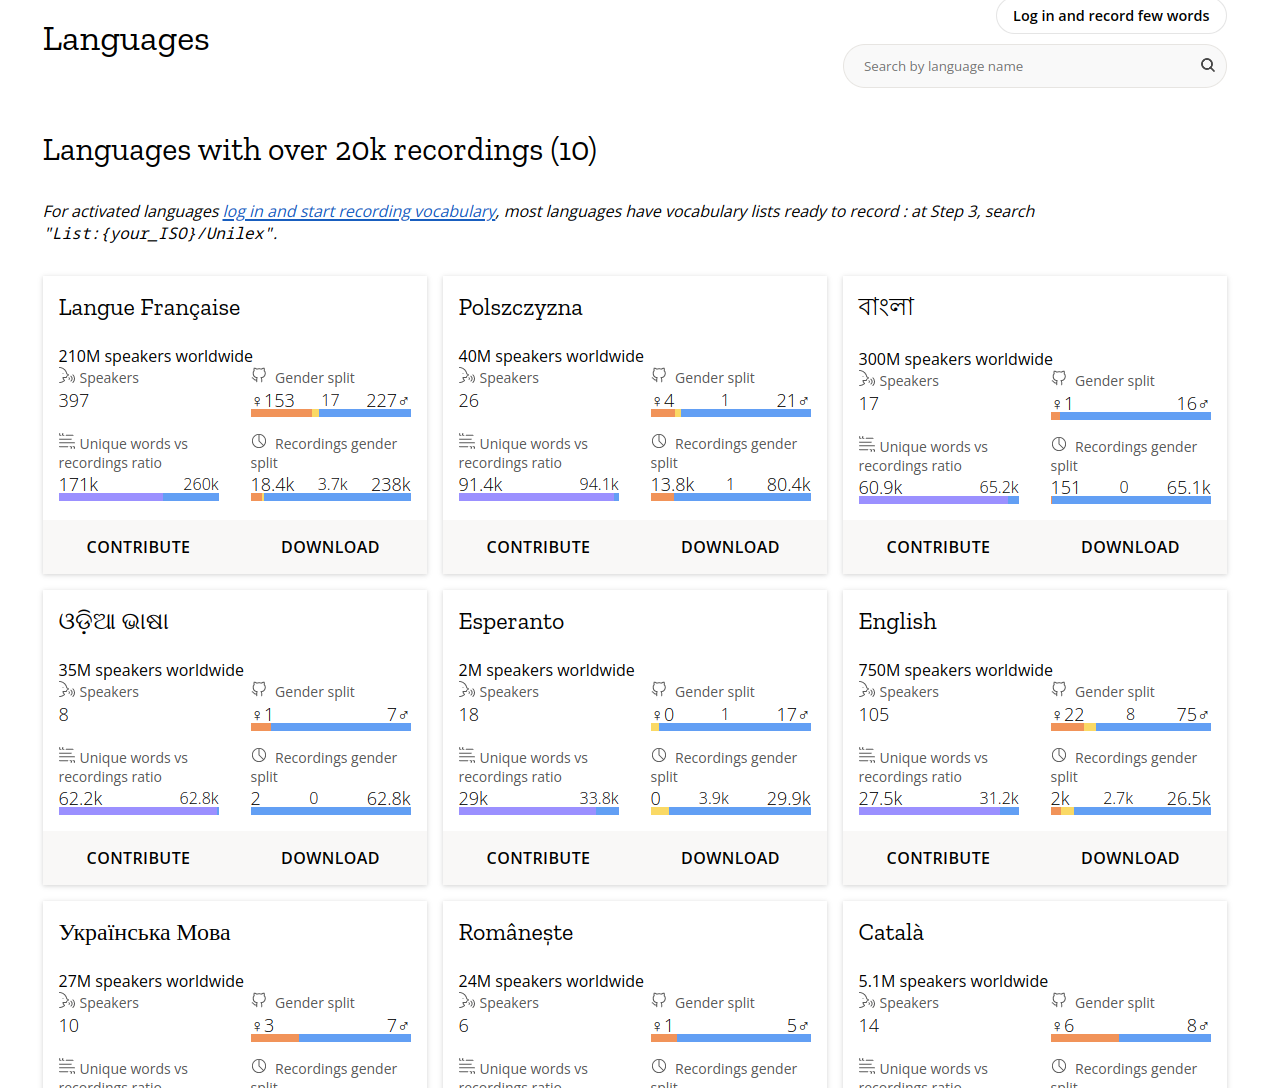 Log in and record few words
Languages
Search by language name
Languages with over 20k recordings (10)
For activated languages log in and start recording vocabulary, most languages have vocabulary lists ready to record : at Step 3, search
"List:{your_ISO}/Unilex".
Langue Française
210M speakers worldwide
Speakers
397
Gender split
♀153 17 227♂
Unique words vs
recordings ratio
171k 260k
Recordings gender
split
18.4k 3.7k 238k
CONTRIBUTE DOWNLOAD
Polszczyzna
40M speakers worldwide
Speakers
26
Gender split
♀4 1 21♂
Unique words vs
recordings ratio
91.4k 94.1k
Recordings gender
split
13.8k 1 80.4k
CONTRIBUTE DOWNLOAD
বাংলা
300M speakers worldwide
Speakers
17
Gender split
♀1 16♂
Unique words vs
recordings ratio
60.9k 65.2k
Recordings gender
split
151 0 65.1k
CONTRIBUTE DOWNLOAD
ଓଡ଼ିଆ ଭାଷା
35M speakers worldwide
Speakers
8
Gender split
♀1 7♂
Unique words vs
recordings ratio
62.2k 62.8k
Recordings gender
split
2 0 62.8k
CONTRIBUTE DOWNLOAD
Esperanto
2M speakers worldwide
Speakers
18
Gender split
♀0 1 17♂
Unique words vs
recordings ratio
29k 33.8k
Recordings gender
split
0 3.9k 29.9k
CONTRIBUTE DOWNLOAD
English
750M speakers worldwide
Speakers
105
Gender split
♀22 8 75♂
Unique words vs
recordings ratio
27.5k 31.2k
Recordings gender
split
2k 2.7k 26.5k
CONTRIBUTE DOWNLOAD
Українська Мова
27M speakers worldwide
Speakers
10
Gender split
♀3 7♂
Unique words vs
recordings ratio
Recordings gender
split
Românește
24M speakers worldwide
Speakers
6
Gender split
♀1 5♂
Unique words vs
recordings ratio
Recordings gender
split
Català
5.1M speakers worldwide
Speakers
14
Gender split
♀6 8♂
Unique words vs
recordings ratio
Recordings gender
split